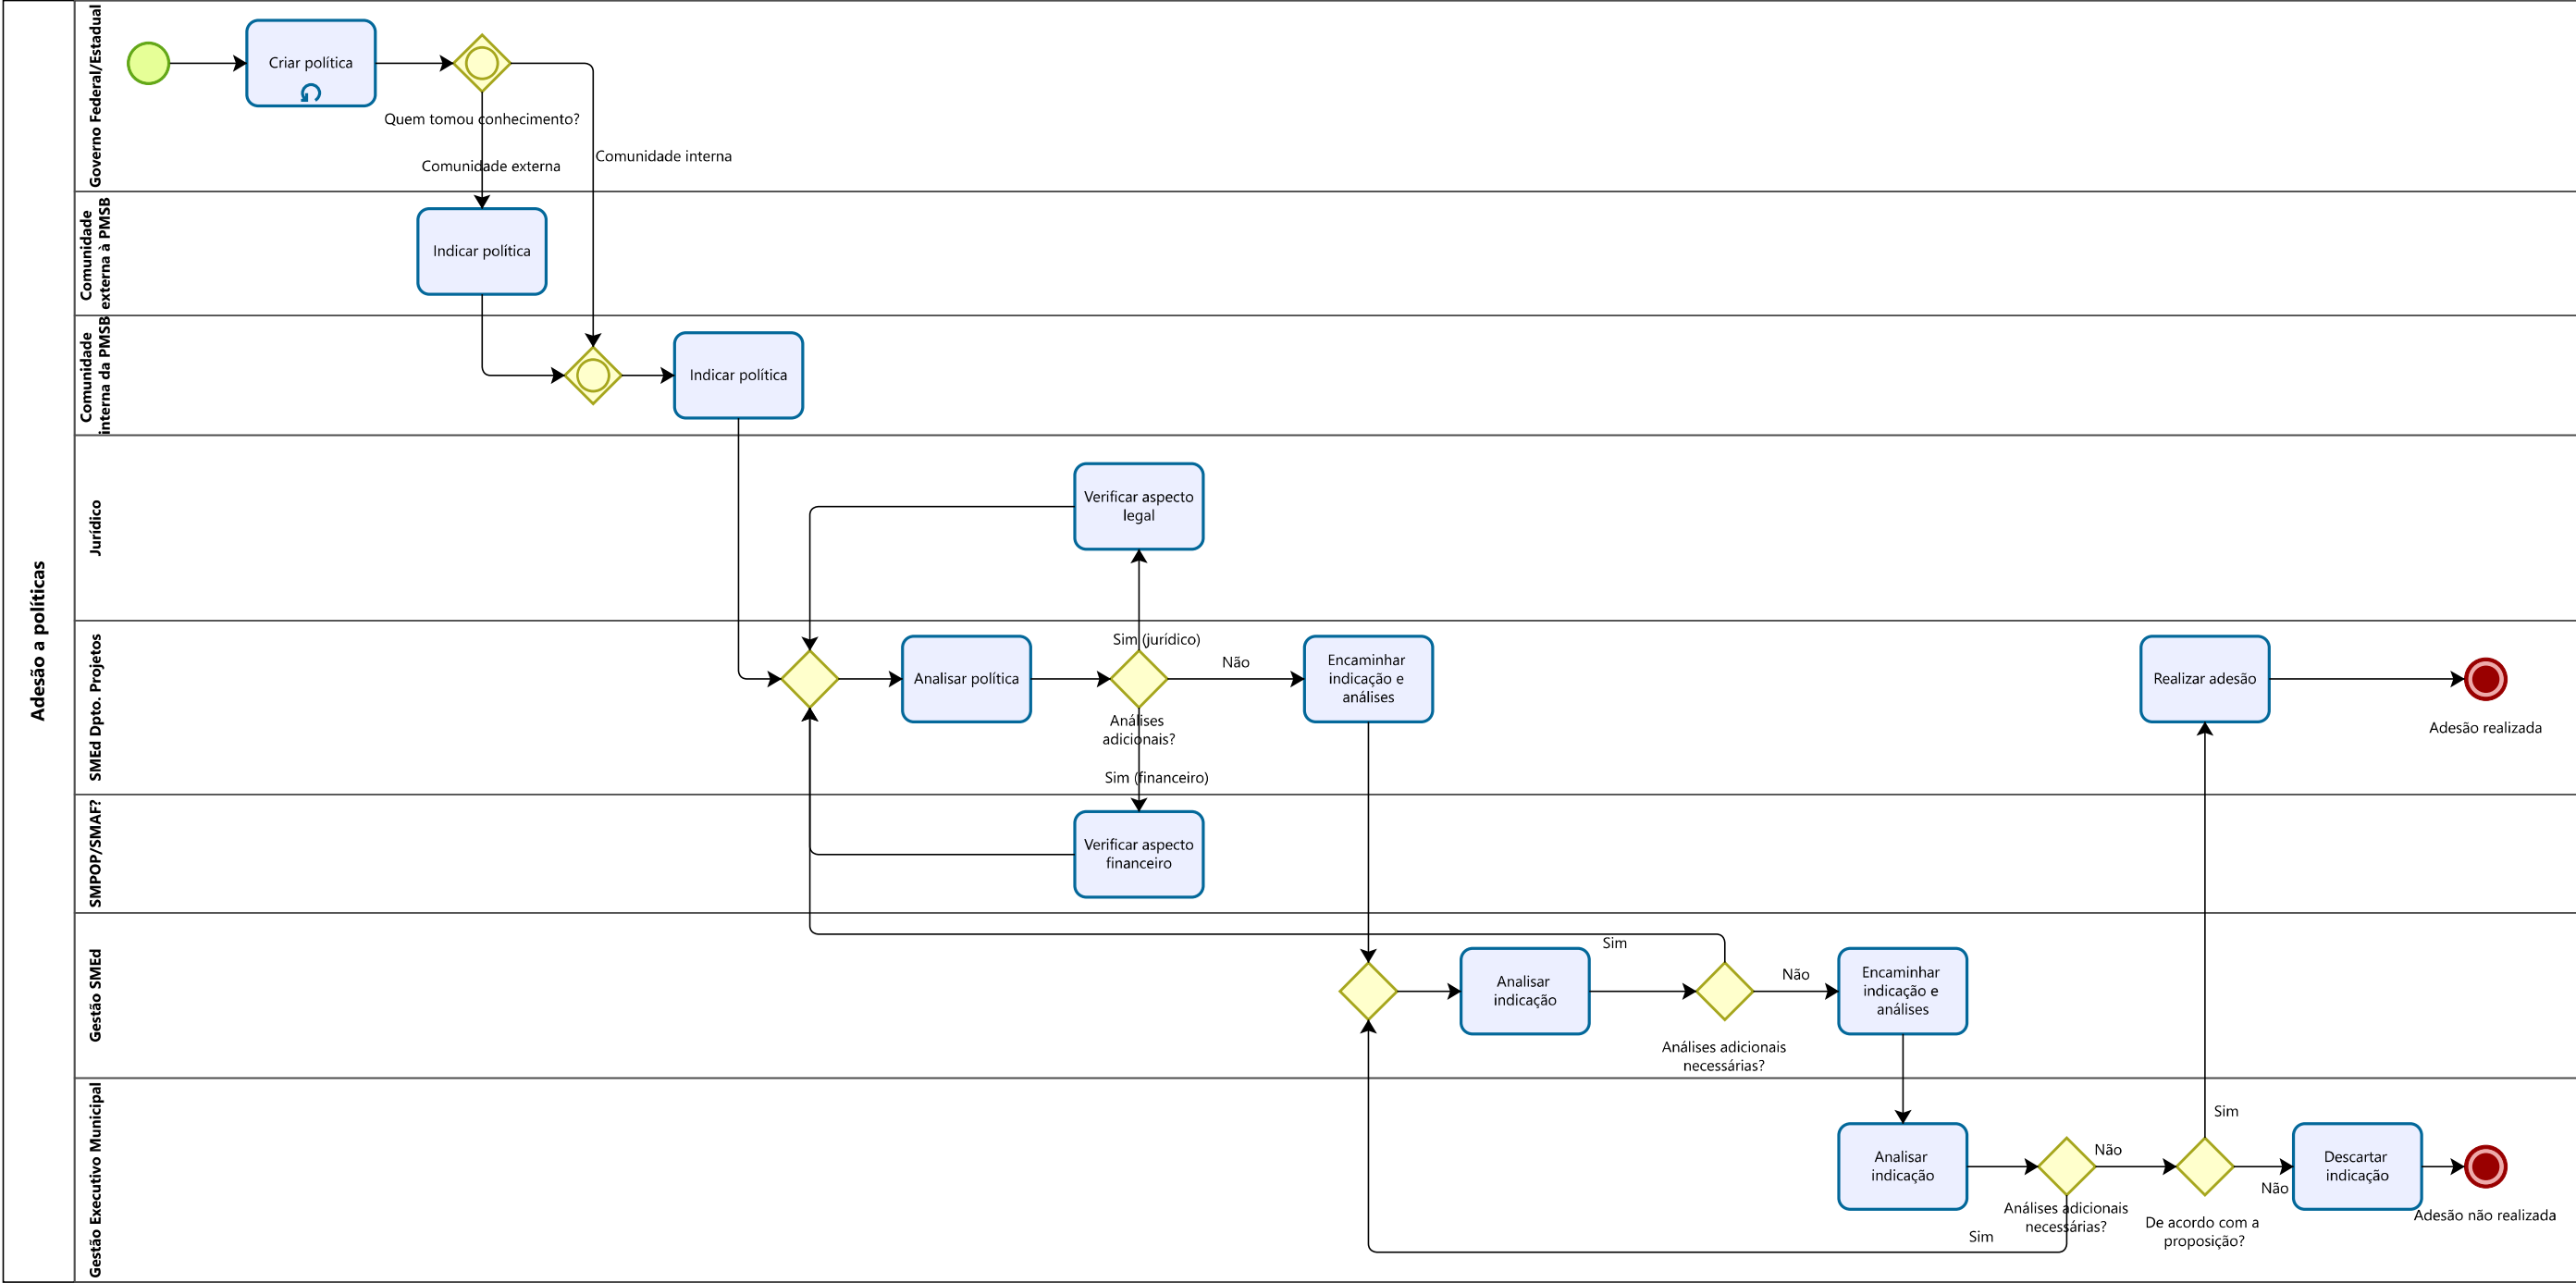 Adesão a políticas
Governo Federal/Estadual
Criar política
Quem tomou conhecimento?
Comunidade externa
Comunidade interna
Comunidade
externa à PMSB
Indicar política
Comunidade
interna da PMSB
Indicar política
Jurídico
Verificar aspecto
legal
SMEd Dpto. Projetos
Analisar política
Sim (jurídico)
Não
Análises
adicionais?
Sim (financeiro)
Encaminhar
indicação e
análises
Realizar adesão
Adesão realizada
SMPOP/SMAF?
Verificar aspecto
financeiro
Gestão SMEd
Analisar
indicação
Sim
Não
Análises adicionais
necessárias?
Encaminhar
indicação e
análises
Gestão Executivo Municipal
Analisar
indicação
Não
Análises adicionais
necessárias?
Sim
Sim
De acordo com a
proposição?
Não
Descartar
indicação
Adesão não realizada